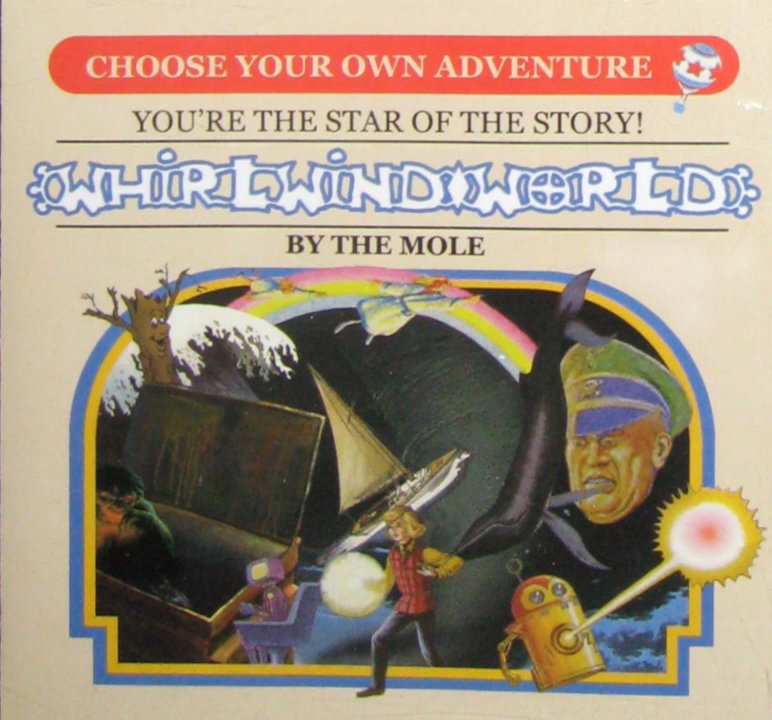 CHOOSE YOUR OWN ADVENTURE
YOU'RE THE STAR OF THE STORY!
WHIRLWIND WORLD
BY THE MOLE